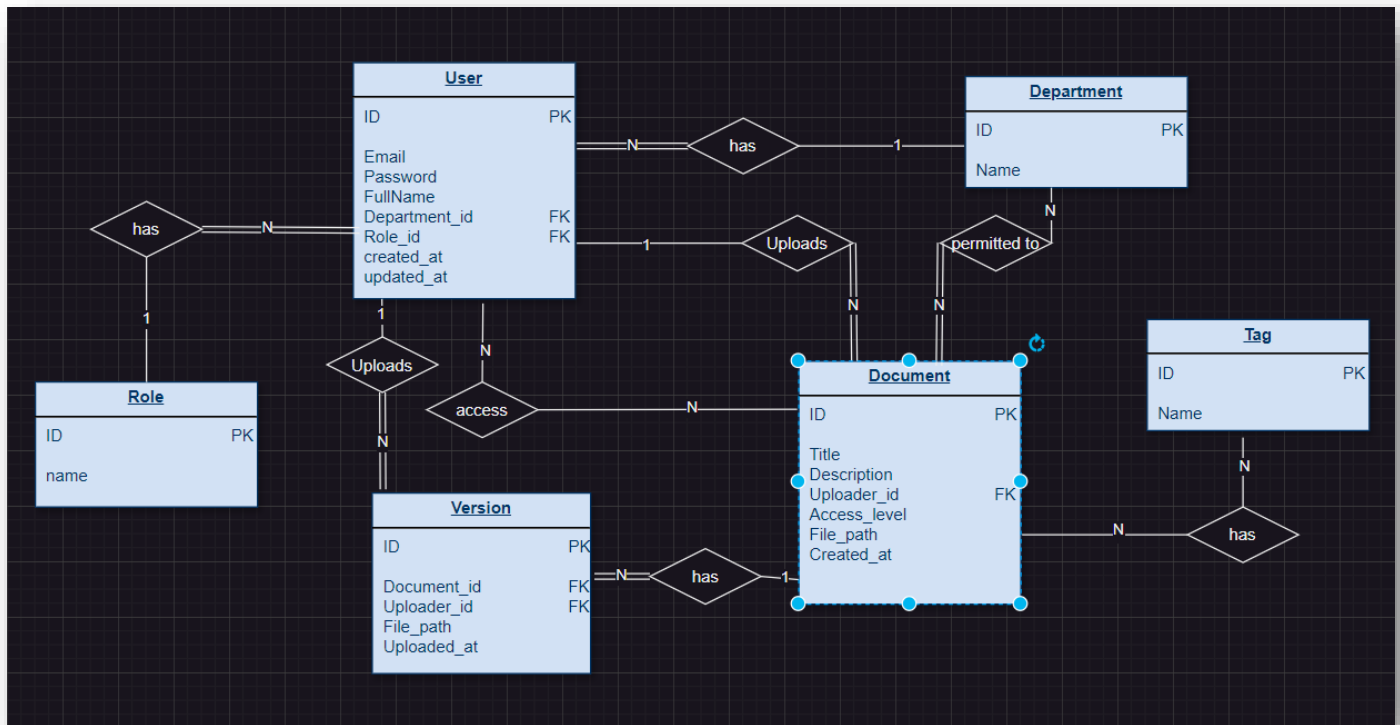 User
ID PK
Email
Password
FullName
Department_id FK
Role_id FK
created_at
updated_at
N
has
1
Department
ID PK
Name
has
N
1
Uploads
N
N
permitted to
N
1
Role
ID PK
name
1
Uploads
N
N
access
N
Document
ID PK
Title
Description
Uploader_id FK
Access_level
File_path
Created_at
Tag
ID PK
Name
N
has
N
Version
ID PK
Document_id FK
Uploader_id FK
File_path
Uploaded_at
N
has
1